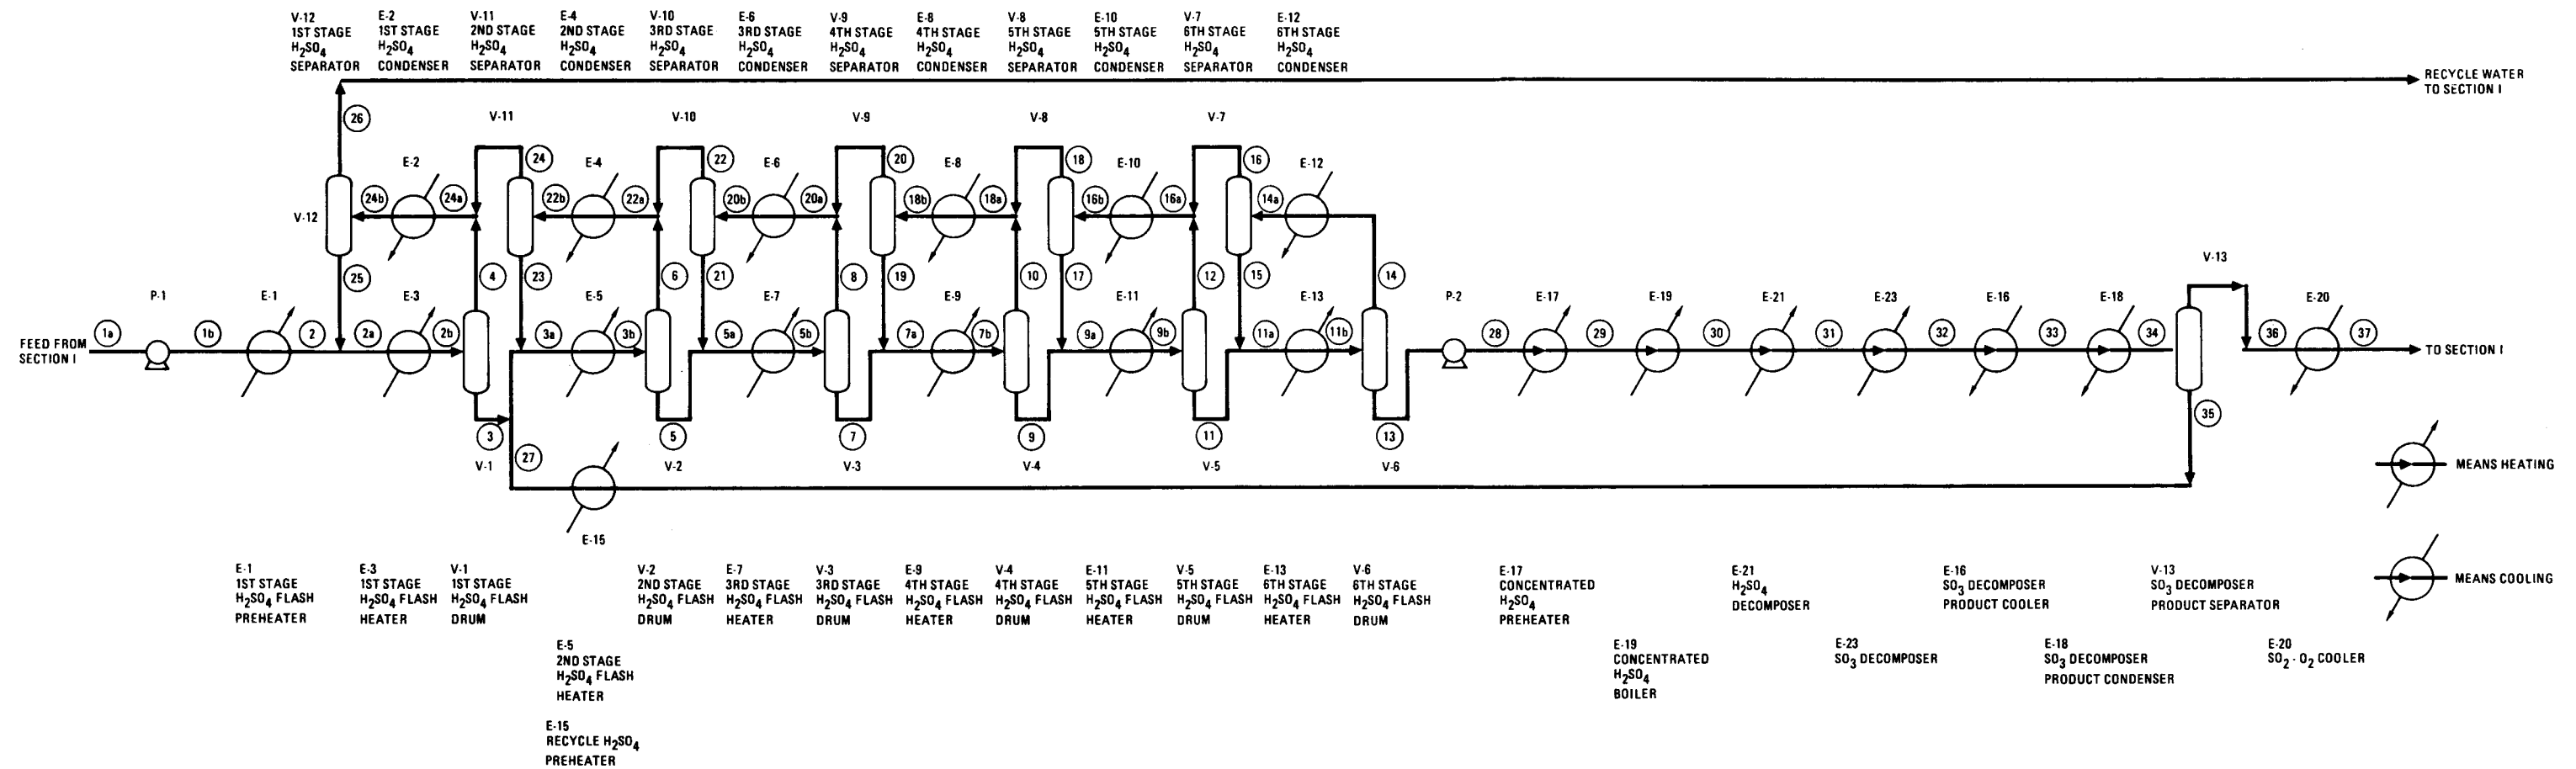 V-12
1ST STAGE
H2SO4
SEPARATOR
E-2
1ST STAGE
H2SO4
CONDENSER
V-11
2ND STAGE
H2SO4
SEPARATOR
E-4
2ND STAGE
H2SO4
CONDENSER
V-10
3RD STAGE
H2SO4
SEPARATOR
E-6
3RD STAGE
H2SO4
CONDENSER
V-9
4TH STAGE
H2SO4
SEPARATOR
E-8
4TH STAGE
H2SO4
CONDENSER
V-8
5TH STAGE
H2SO4
SEPARATOR
E-10
5TH STAGE
H2SO4
CONDENSER
V-7
6TH STAGE
H2SO4
SEPARATOR
E-12
6TH STAGE
H2SO4
CONDENSER
RECYCLE WATER
TO SECTION I
26
V-11
V-10
V-9
V-8
V-7
E-2
24
E-4
22
E-6
20
E-8
18
E-10
16
E-12
V-12
24b
24a
22b
22a
20b
20a
18b
18a
16b
16a
14a
25
4
23
6
21
8
19
10
17
12
15
14
V-13
P-1
E-1
E-3
E-5
E-7
E-9
E-11
E-13
P-2
E-17
E-19
E-21
E-23
E-16
E-18
E-20
FEED FROM
SECTION I
1a
1b
2
2a
2b
3a
3b
5a
5b
7a
7b
9a
9b
11a
11b
28
29
30
31
32
33
34
36
37
TO SECTION I
35
3
5
7
9
11
13
27
V-1
V-2
V-3
V-4
V-5
V-6
MEANS HEATING
E-15
MEANS COOLING
E-1
1ST STAGE
H2SO4 FLASH
PREHEATER
E-3
1ST STAGE
H2SO4 FLASH
HEATER
V-1
1ST STAGE
H2SO4 FLASH
DRUM
V-2
2ND STAGE
H2SO4 FLASH
DRUM
E-7
3RD STAGE
H2SO4 FLASH
HEATER
V-3
3RD STAGE
H2SO4 FLASH
DRUM
E-9
4TH STAGE
H2SO4 FLASH
HEATER
V-4
4TH STAGE
H2SO4 FLASH
DRUM
E-11
5TH STAGE
H2SO4 FLASH
HEATER
V-5
5TH STAGE
H2SO4 FLASH
DRUM
E-13
6TH STAGE
H2SO4 FLASH
HEATER
V-6
6TH STAGE
H2SO4 FLASH
DRUM
E-17
CONCENTRATED
H2SO4
PREHEATER
E-21
H2SO4
DECOMPOSER
E-16
SO3 DECOMPOSER
PRODUCT COOLER
V-13
SO3 DECOMPOSER
PRODUCT SEPARATOR
E-5
2ND STAGE
H2SO4 FLASH
HEATER
E-19
CONCENTRATED
H2SO4
BOILER
E-23
SO3 DECOMPOSER
E-18
SO3 DECOMPOSER
PRODUCT CONDENSER
E-20
SO2 - O2 COOLER
E-15
RECYCLE H2SO4
PREHEATER